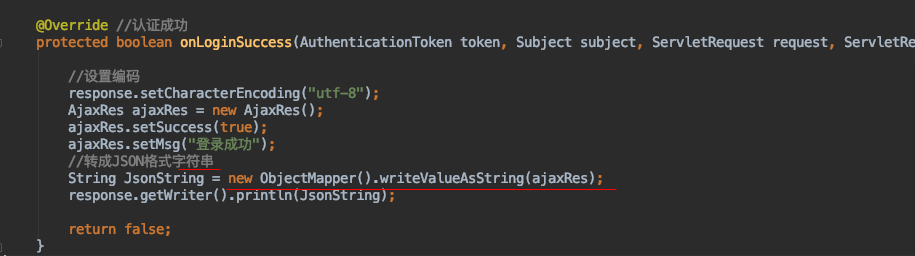 @Override //认证成功
protected boolean onLoginSuccess(AuthenticationToken token, Subject subject, ServletRequest request, ServletRe
//设置编码
response.setCharacterEncoding("utf-8");
AjaxRes ajaxRes = new AjaxRes();
ajaxRes.setSuccess(true);
ajaxRes.setMsg("登录成功");
//转成JSON格式字符串
String JsonString = new ObjectMapper().writeValueAsString(ajaxRes);
response.getWriter().println(JsonString);
return false;
}